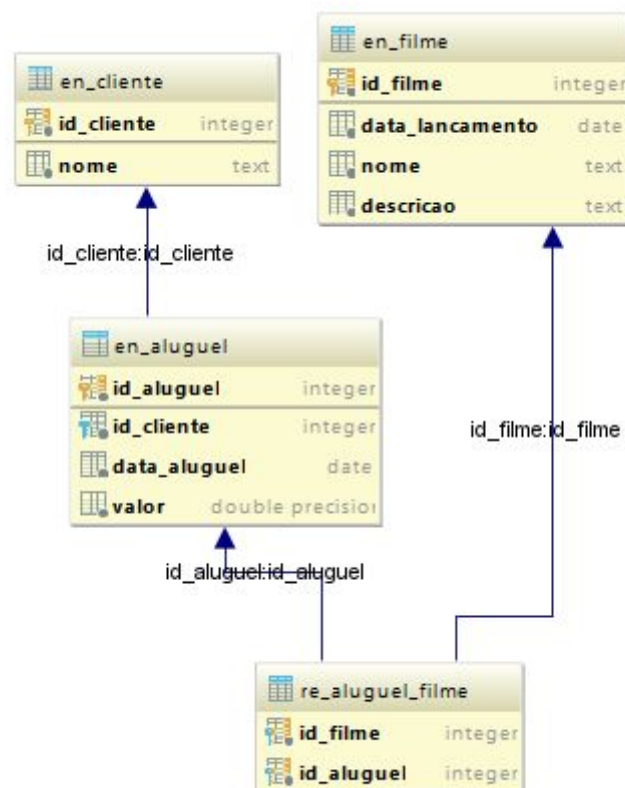 en_cliente
id_cliente integer
nome text
en_filme
id_filme integer
data_lancamento date
nome text
descricao text
id_cliente:id_cliente
en_aluguel
id_aluguel integer
id_cliente integer
data_aluguel date
valor double precision
id_filme:id_filme
id_aluguel:id_aluguel
re_aluguel_filme
id_filme integer
id_aluguel integer